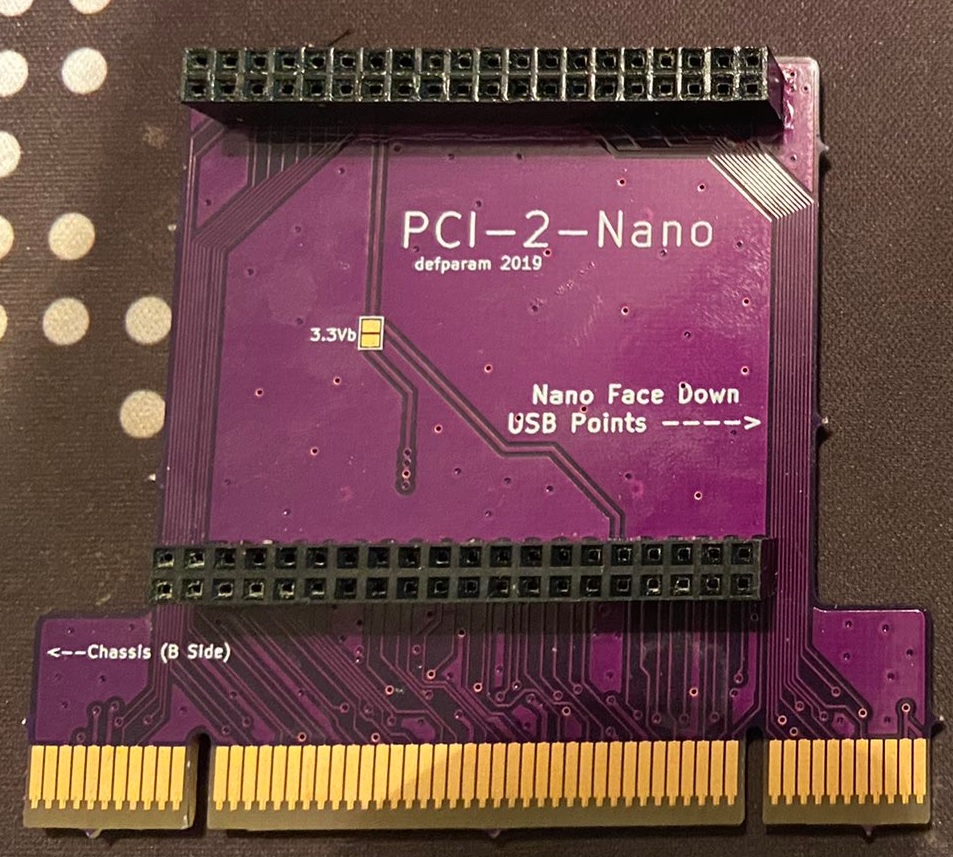 PCI-2-Nano
defparam 2019
3.3Vb
Nano Face Down
USB Points ---->
<--Chassis (B Side)